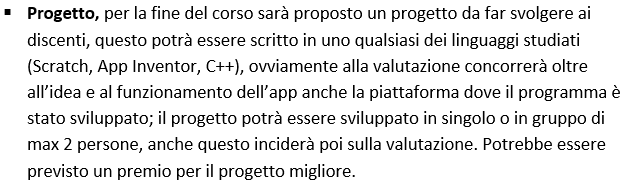 ▪ Progetto, per la fine del corso sarà proposto un progetto da far svolgere ai
discenti, questo potrà essere scritto in uno qualsiasi dei linguaggi studiati
(Scratch, App Inventor, C++), ovviamente alla valutazione concorrerà oltre
all’idea e al funzionamento dell’app anche la piattaforma dove il programma è
stato sviluppato; il progetto potrà essere sviluppato in singolo o in gruppo di
max 2 persone, anche questo inciderà poi sulla valutazione. Potrebbe essere
previsto un premio per il progetto migliore.